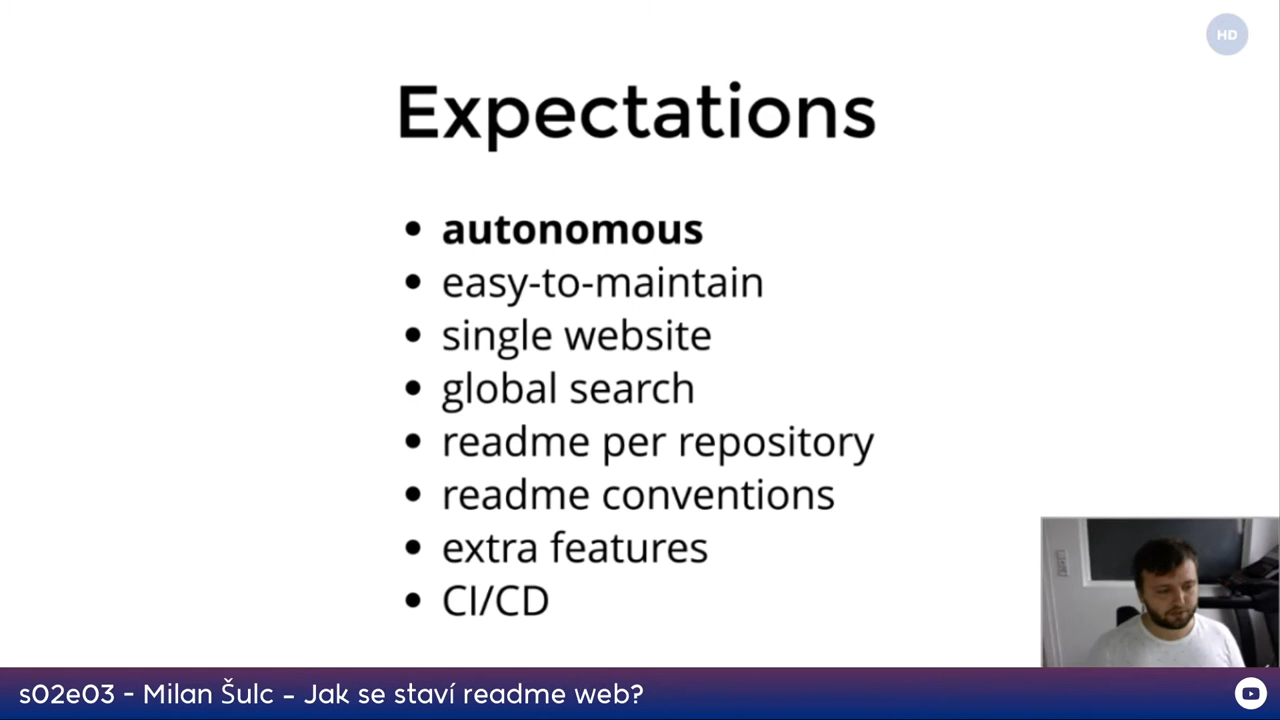 HD
Expectations
• autonomous
• easy-to-maintain
• single website
• global search
• readme per repository
• readme conventions
• extra features
• CI/CD
s02e03 - Milan Šulc - Jak se staví readme web?